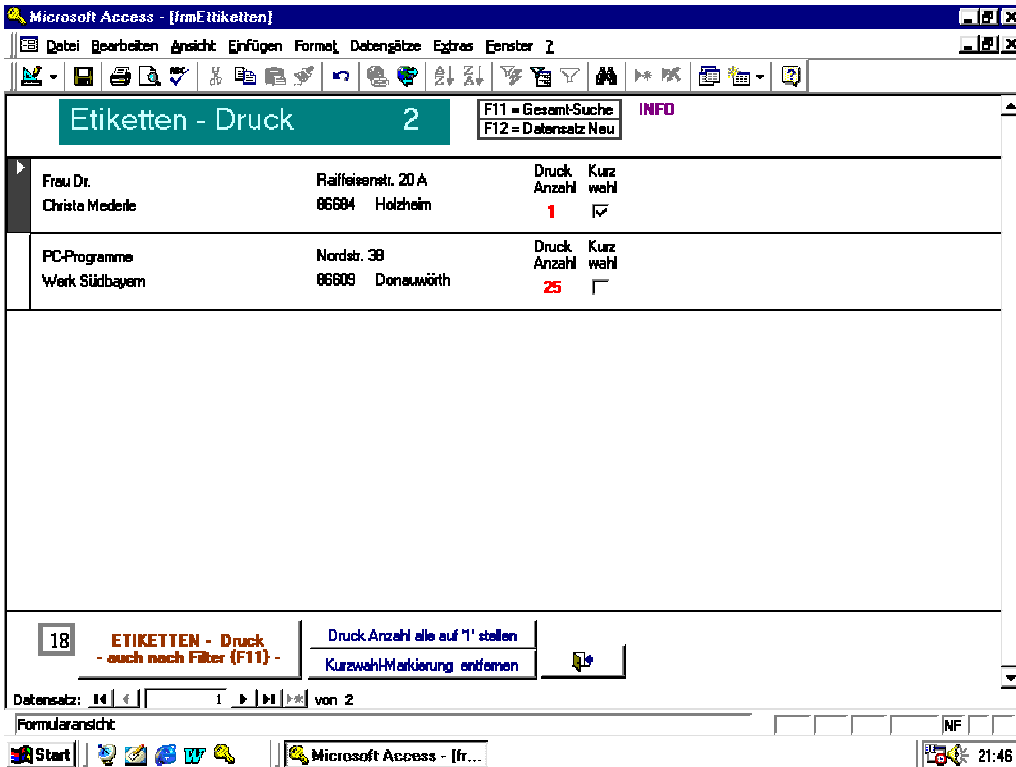 Microsoft Access - [frmEttiketten]
Datei Bearbeiten Ansicht Einfügen Format Datensätze Extras Fenster ?
Etiketten - Druck 2
F11 = Gesamt-Suche
F12 = Datensatz Neu
INFO
Frau Dr. Raiffeisenstr. 20 A Druck Anzahl Kurz wahl
Christa Mederle 86684 Holzheim 1
PC-Programme Nordstr. 38 Druck Anzahl Kurz wahl
Werk Südbayern 86609 Donauwörth 25
18
ETIKETTEN - Druck
- auch nach Filter (F11) -
Druck Anzahl alle auf '1' stellen
Kurzwahl-Markierung entfernen
Datensatz: 1 von 2
Formularansicht NF
Start Microsoft Access - [fr... 21:46